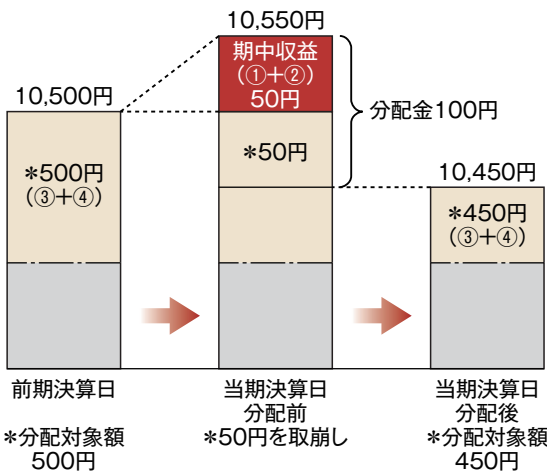 10,550円
期中収益
(①+②)
50円
10,500円
分配金100円
*50円
*500円
(③+④)
10,450円
*450円
(③+④)
前期決算日
*分配対象額
500円
当期決算日
分配前
*50円を取崩し
当期決算日
分配後
*分配対象額
450円